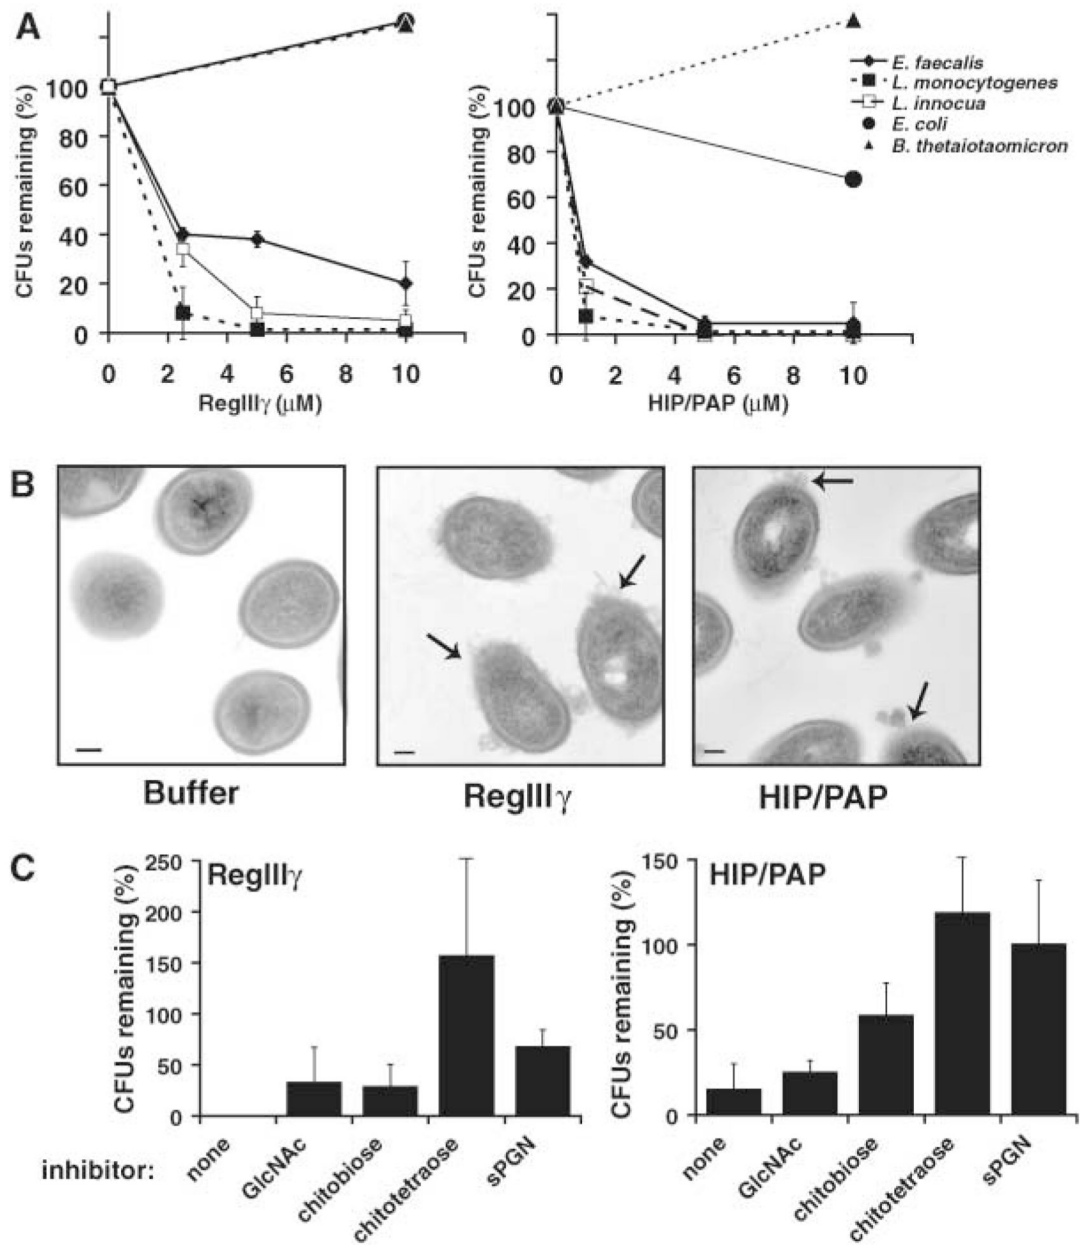 A
CFUs remaining (%)
100
80
60
40
20
0
0 2 4 6 8 10
RegIIIγ (μM)
CFUs remaining (%)
100
80
60
40
20
0
0 2 4 6 8 10
HIP/PAP (μM)
E. faecalis
L. monocytogenes
L. innocua
E. coli
B. thetaiotaomicron
B
Buffer
RegIIIγ
HIP/PAP
C
CFUs remaining (%)
250
200
150
100
50
0
RegIIIγ
inhibitor:
none
GlcNAc
chitobiose
chitotetraose
sPGN
CFUs remaining (%)
150
100
50
0
HIP/PAP
none
GlcNAc
chitobiose
chitotetraose
sPGN